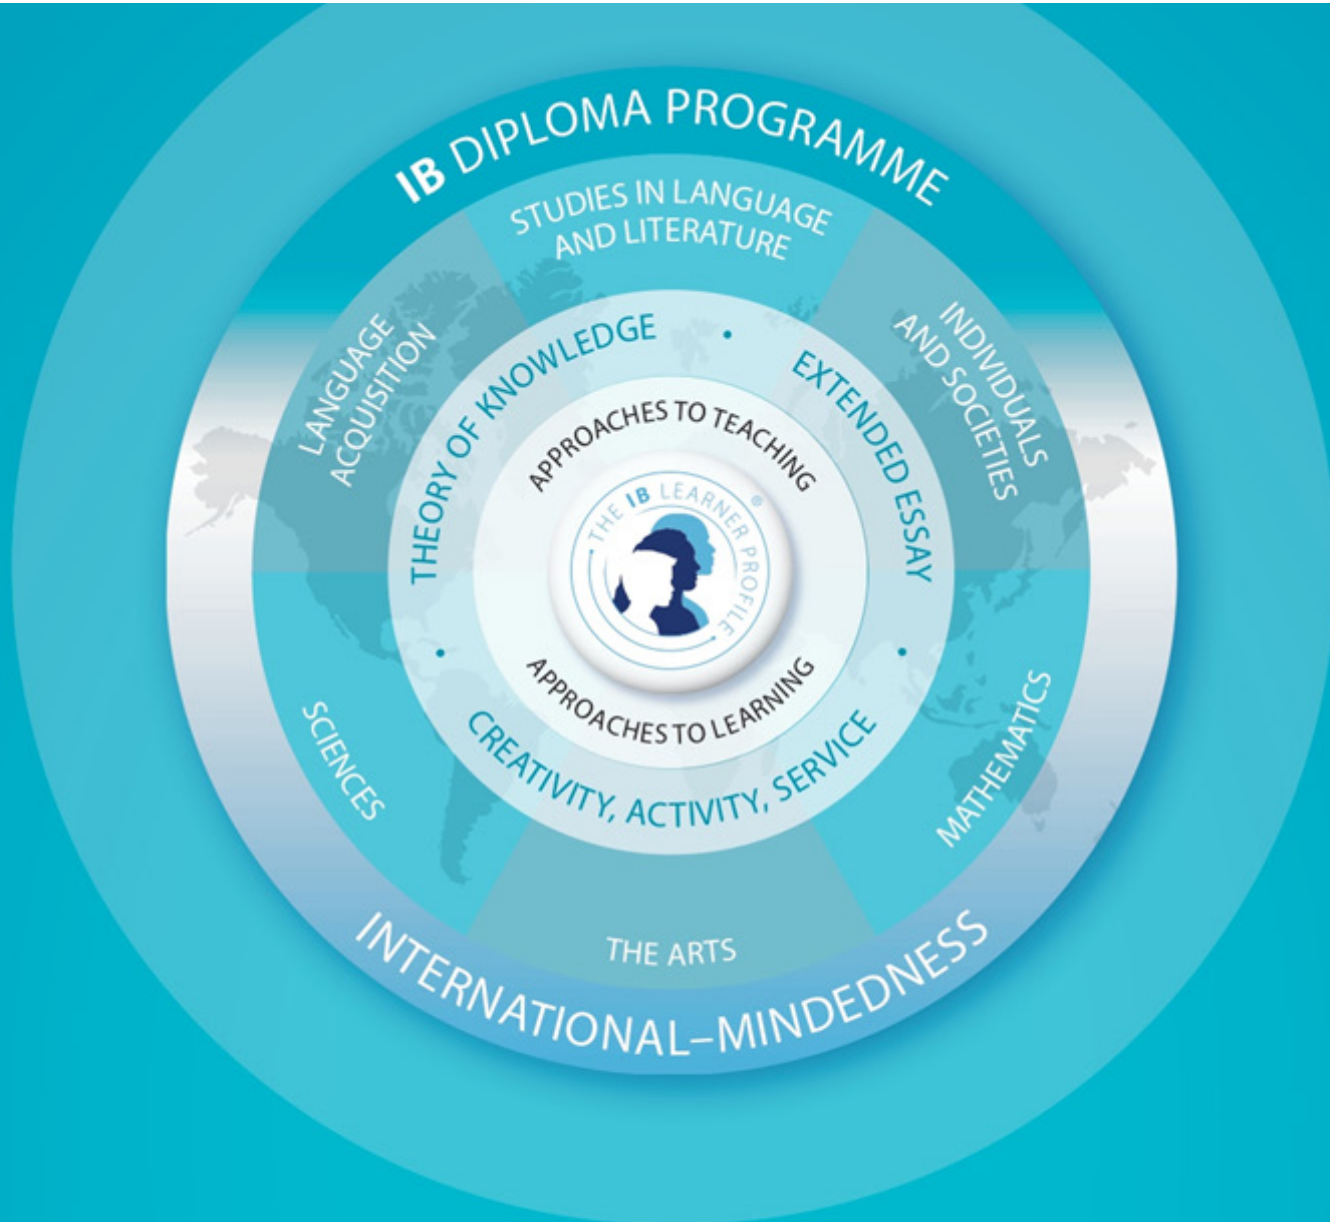 IB DIPLOMA PROGRAMME
STUDIES IN LANGUAGE
AND LITERATURE
LANGUAGE
ACQUISITION
INDIVIDUALS
AND SOCIETIES
THEORY OF KNOWLEDGE
EXTENDED ESSAY
APPROACHES TO TEACHING
THE IB LEARNER PROFILE
®
APPROACHES TO LEARNING
CREATIVITY, ACTIVITY, SERVICE
SCIENCES
MATHEMATICS
THE ARTS
INTERNATIONAL–MINDEDNESS